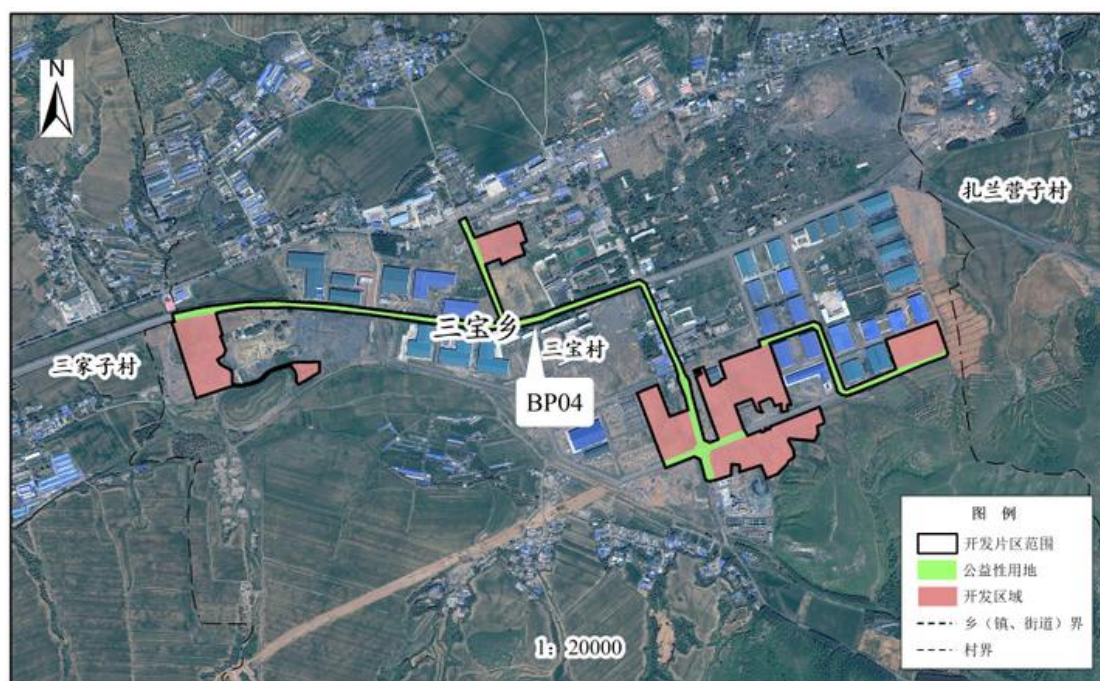 N
扎兰营子村
三宝乡
三宝村
三家子村
BP04
图 例
开发片区范围
公益性用地
开发区域
乡（镇、街道）界
村界
1：20000